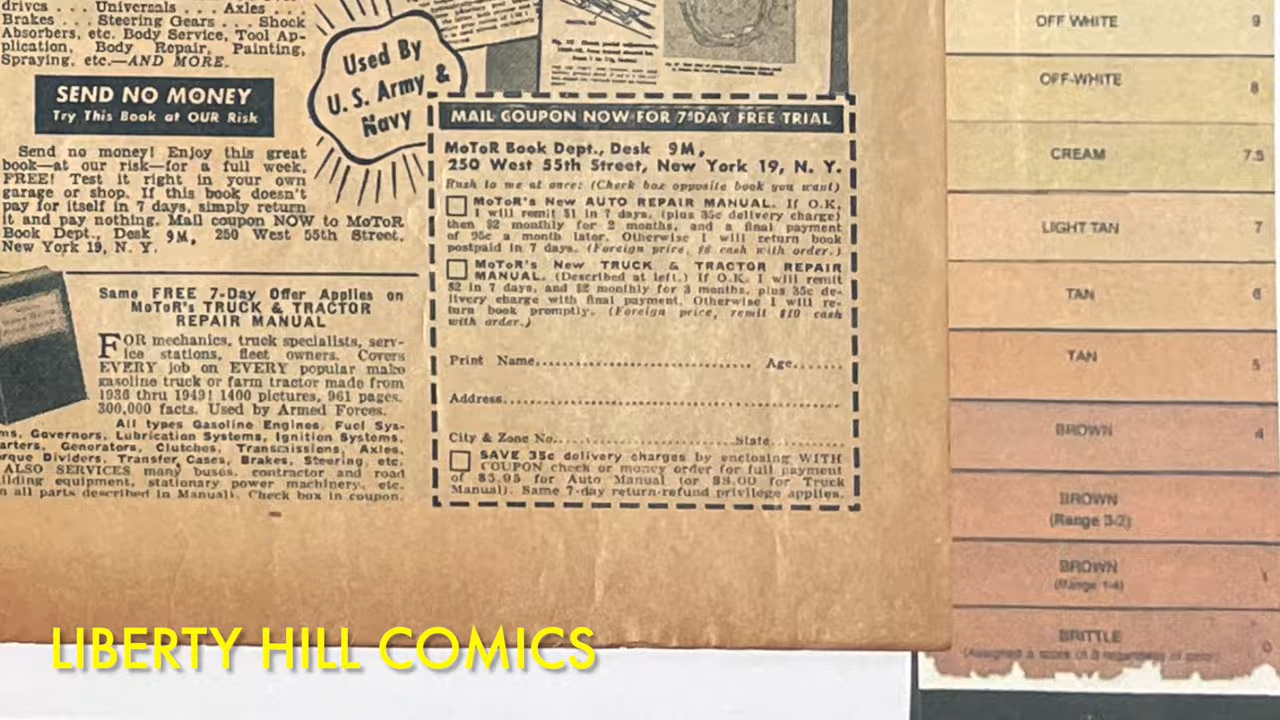 drives . . . Universals . . . Axles . . .
Brakes . . . Steering Gears . . . Shock
Absorbers, etc. Body Service, Tool Ap-
plication, Body Repair, Painting,
Spraying, etc.—AND MORE.
SEND NO MONEY
Try This Book at OUR Risk
Send no money! Enjoy this great
book—at our risk—for a full week,
FREE! Test it right in your own
garage or shop. If this book doesn't
pay for itself in 7 days, simply return
it and pay nothing. Mail coupon NOW to MoToR
Book Dept., Desk 9M, 250 West 55th Street,
New York 19, N. Y.
Used By
U. S. Army &
Navy
Same FREE 7-Day Offer Applies on
MoToR's TRUCK & TRACTOR
REPAIR MANUAL
FOR mechanics, truck specialists, serv-
ice stations, fleet owners. Covers
EVERY job on EVERY popular make
gasoline truck or farm tractor made from
1936 thru 1949! 1400 pictures, 961 pages,
300,000 facts. Used by Armed Forces.
All types Gasoline Engines, Fuel Sys-
ms, Governors, Lubrication Systems, Ignition Systems,
arters, Generators, Clutches, Transmissions, Axles,
rque Dividers, Transfer Cases, Brakes, Steering, etc.
ALSO SERVICES many buses, contractor and road
ilding equipment, stationary power machinery, etc.
n all parts described in Manual). Check box in coupon.
MAIL COUPON NOW FOR 7-DAY FREE TRIAL
MoToR Book Dept., Desk 9M,
250 West 55th Street, New York 19, N. Y.
Rush to me at once: (Check box opposite book you want)
MoToR's New AUTO REPAIR MANUAL. If O.K.
I will remit $1 in 7 days, (plus 35c delivery charge)
then $2 monthly for 2 months, and a final payment
of 95c a month later. Otherwise I will return book
postpaid in 7 days. (Foreign price, $8 cash with order.)
MoToR's New TRUCK & TRACTOR REPAIR
MANUAL. (Described at left.) If O.K. I will remit
$2 in 7 days, and $2 monthly for 3 months, plus 35c de-
livery charge with final payment. Otherwise I will re-
turn book promptly. (Foreign price, remit $10 cash
with order.)
Print Name Age
Address
City & Zone No. State
SAVE 35c delivery charges by enclosing WITH
COUPON check or money order for full payment
of $5.95 for Auto Manual (or $8.00 for Truck
Manual). Same 7-day return-refund privilege applies.
OFF WHITE 9
OFF-WHITE 8
CREAM 7.5
LIGHT TAN 7
TAN 6
TAN 5
BROWN 4
BROWN
(Range 3-2)
BROWN 1
(Range 1-4)
BRITTLE 0
LIBERTY HILL COMICS